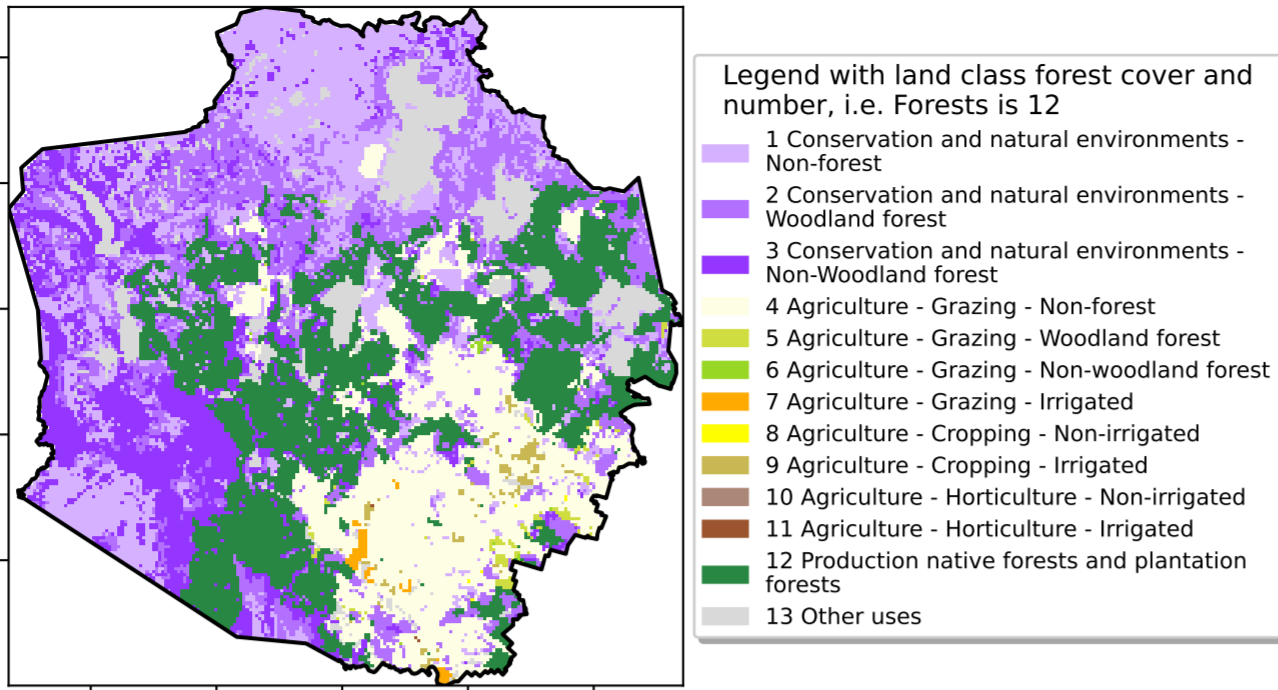 Legend with land class forest cover and
number, i.e. Forests is 12
1 Conservation and natural environments -
Non-forest
2 Conservation and natural environments -
Woodland forest
3 Conservation and natural environments -
Non-Woodland forest
4 Agriculture - Grazing - Non-forest
5 Agriculture - Grazing - Woodland forest
6 Agriculture - Grazing - Non-woodland forest
7 Agriculture - Grazing - Irrigated
8 Agriculture - Cropping - Non-irrigated
9 Agriculture - Cropping - Irrigated
10 Agriculture - Horticulture - Non-irrigated
11 Agriculture - Horticulture - Irrigated
12 Production native forests and plantation
forests
13 Other uses